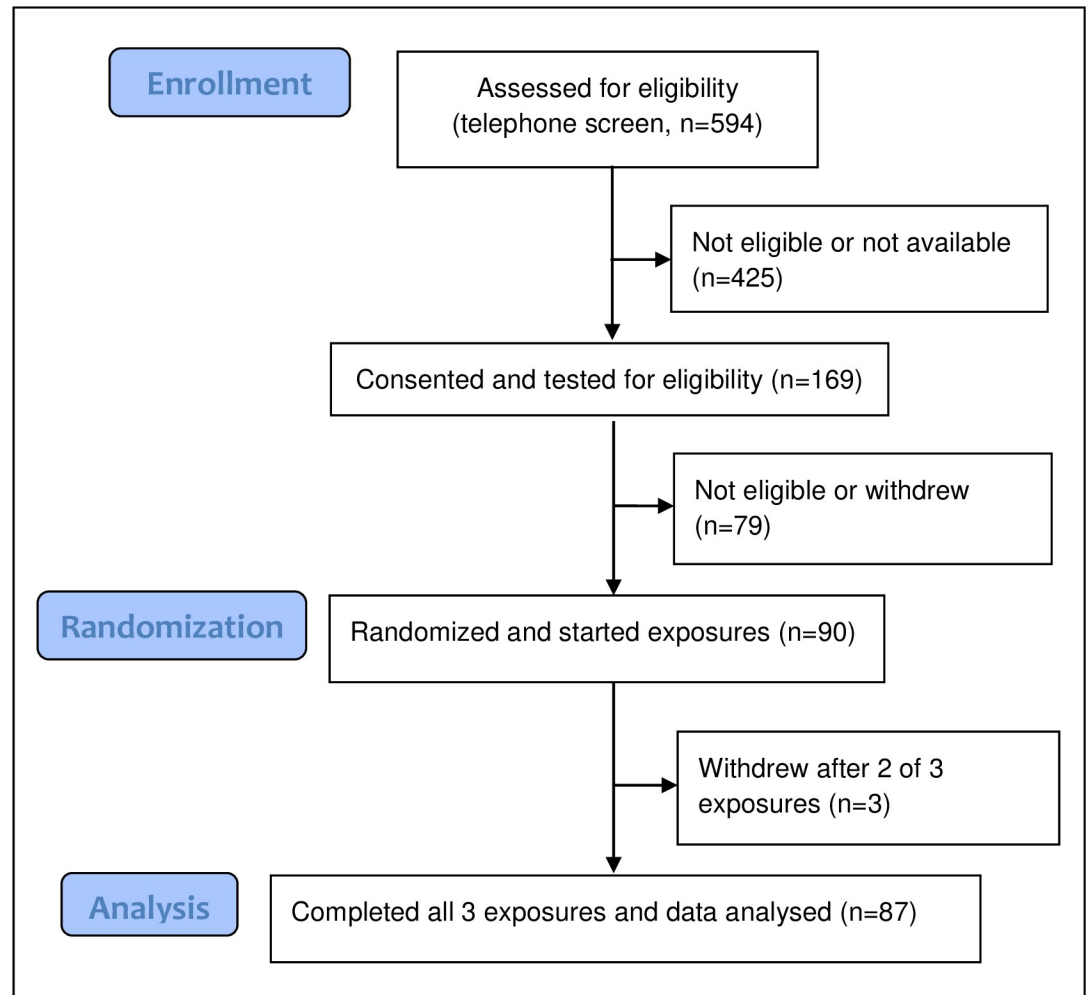 Enrollment
Assessed for eligibility
(telephone screen, n=594)
Not eligible or not available
(n=425)
Consented and tested for eligibility (n=169)
Not eligible or withdrew
(n=79)
Randomization
Randomized and started exposures (n=90)
Withdrew after 2 of 3
exposures (n=3)
Analysis
Completed all 3 exposures and data analysed (n=87)